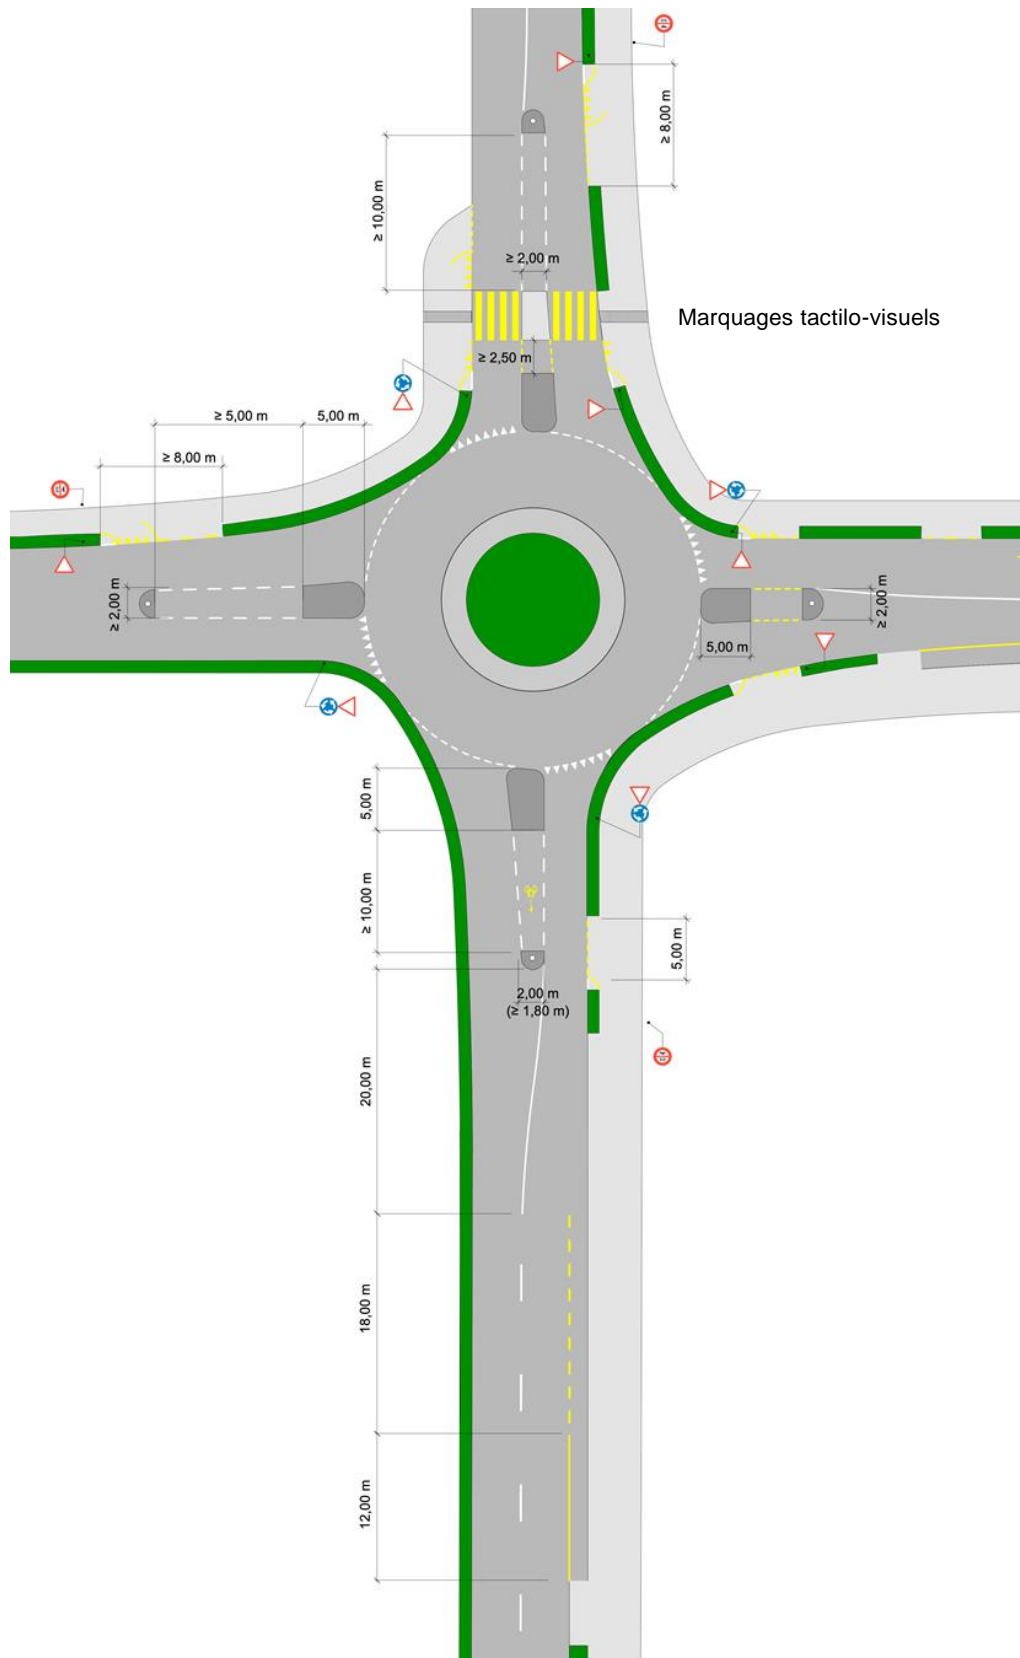 ≥ 8,00 m
≥ 10,00 m
≥ 2,00 m
Marquages tactilo-visuels
≥ 2,50 m
≥ 5,00 m
5,00 m
≥ 8,00 m
≥ 2,00 m
≥ 2,00 m
5,00 m
5,00 m
≥ 10,00 m
5,00 m
2,00 m
(≥ 1,80 m)
20,00 m
18,00 m
12,00 m